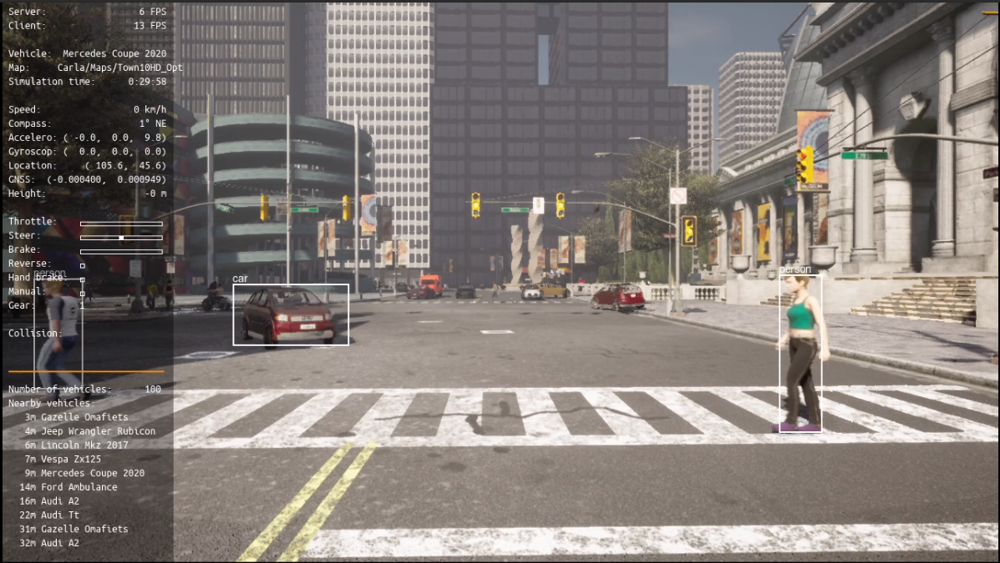 Server: 6 FPS
Client: 13 FPS
Vehicle: Mercedes Coupe 2020
Map: Carla/Maps/Town10HD_Opt
Simulation time: 0:29:58
Speed: 0 km/h
Compass: 1° NE
Accelero: ( -0.0, 0.0, 9.8)
Gyroscop: ( 0.0, 0.0, 0.0)
Location: ( 105.6, 45.6)
GNSS: (-0.000400, 0.000949)
Height: -0 m
Throttle:
Steer:
Brake:
Reverse:
Hand brake:
Manual:
Gear: 1
Collision:
Number of vehicles: 100
Nearby vehicles:
3m Gazelle Omafiets
4m Jeep Wrangler Rubicon
6m Lincoln Mkz 2017
7m Vespa Zx125
9m Mercedes Coupe 2020
14m Ford Ambulance
16m Audi A2
22m Audi Tt
31m Gazelle Omafiets
32m Audi A2
person
car
person